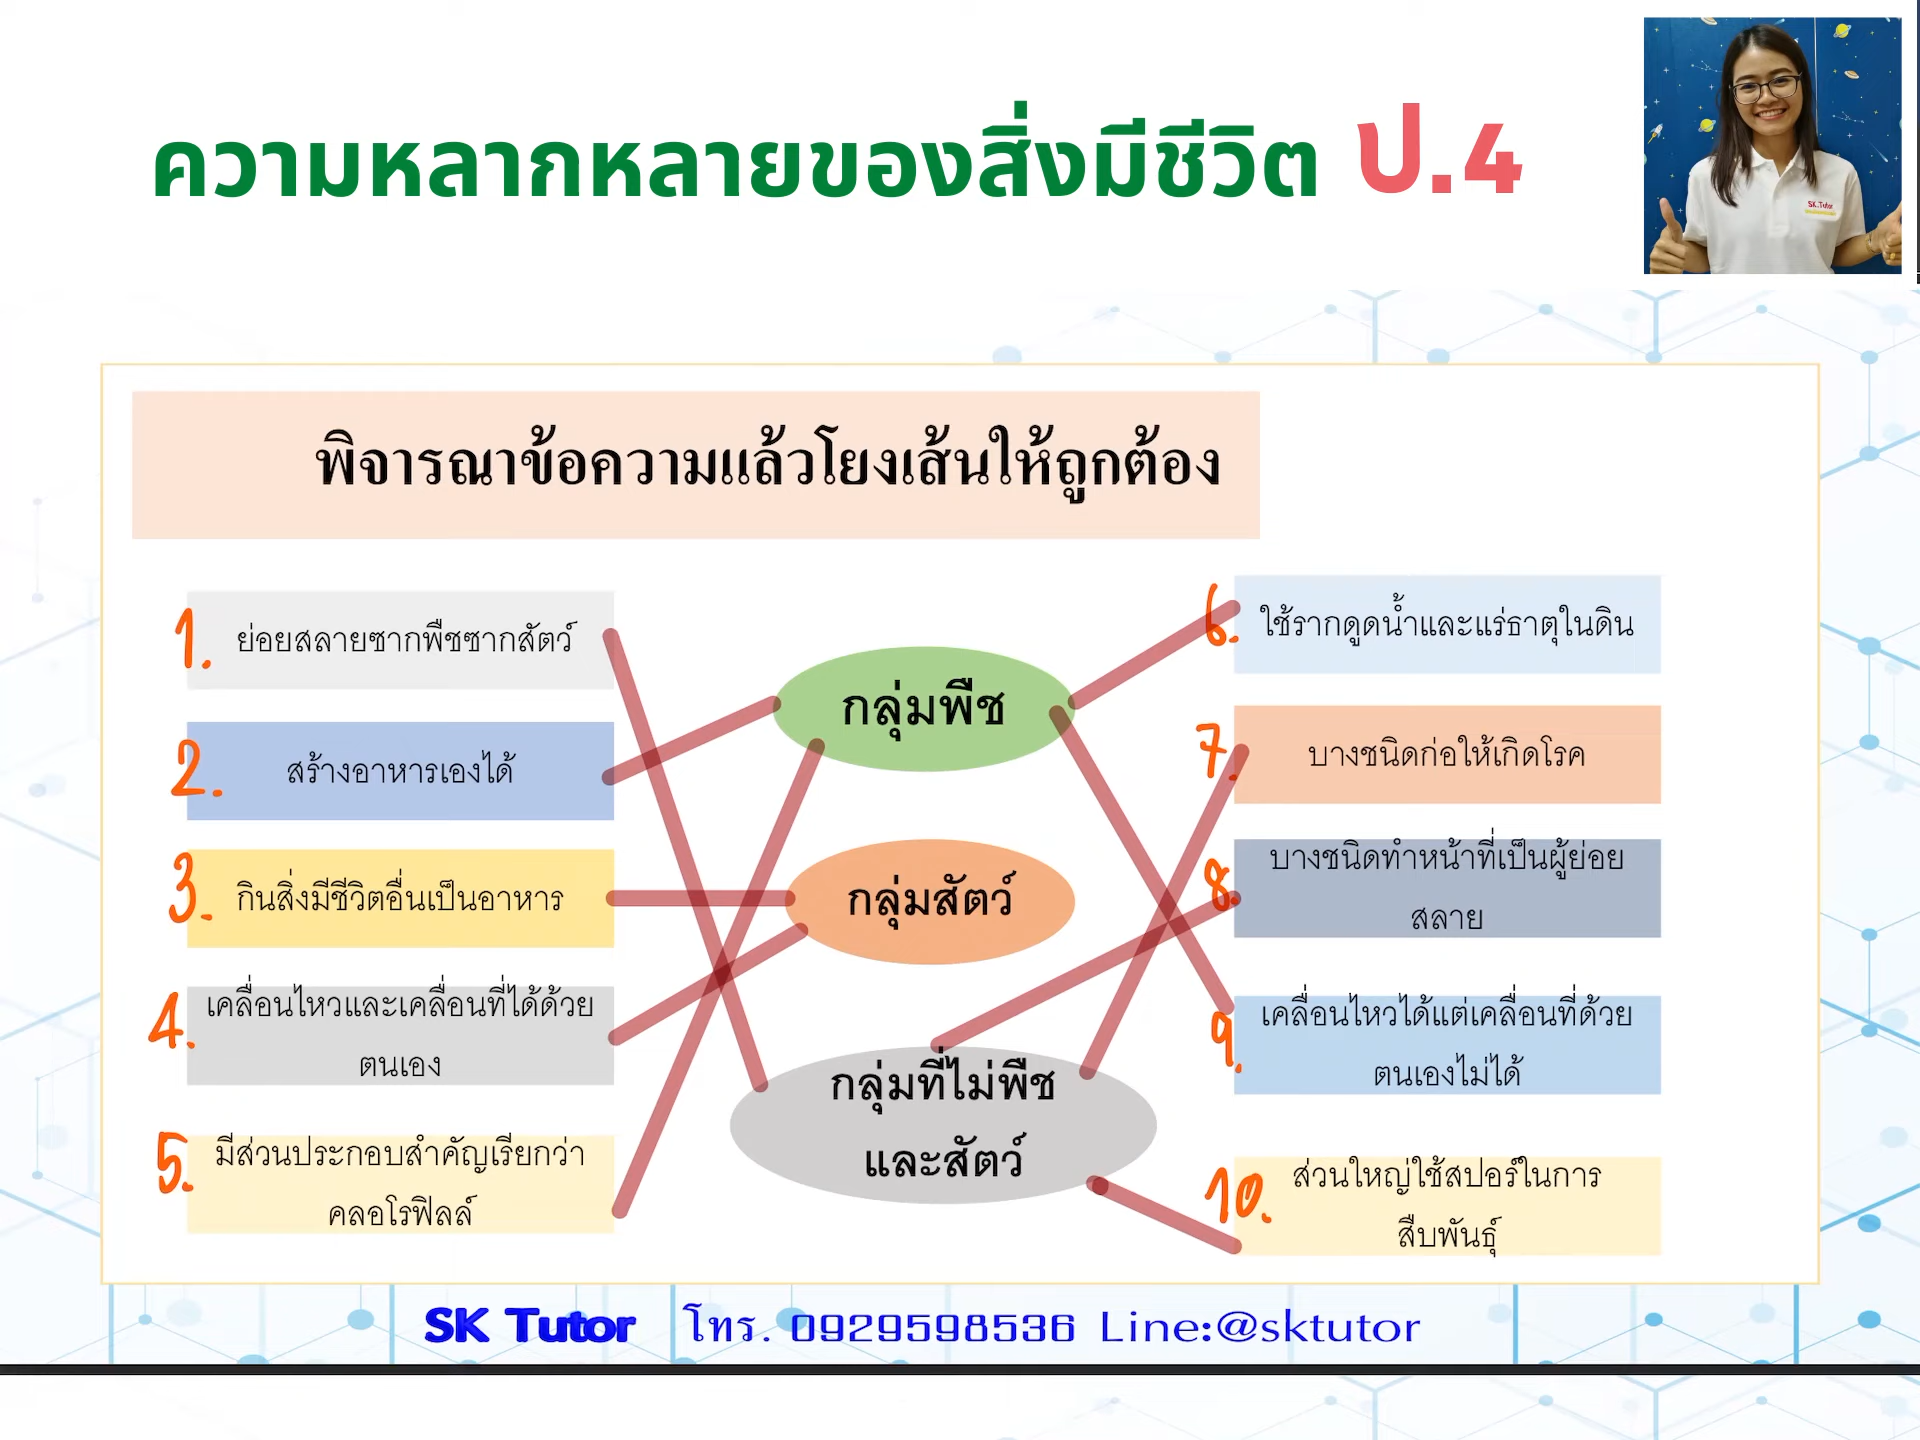 ความหลากหลายของสิ่งมีชีวิต ป.4
SK.Tutor
พิจารณาข้อความแล้วโยงเส้นให้ถูกต้อง
1. ย่อยสลายซากพืชซากสัตว์
2. สร้างอาหารเองได้
3. กินสิ่งมีชีวิตอื่นเป็นอาหาร
4. เคลื่อนไหวและเคลื่อนที่ได้ด้วย
ตนเอง
5. มีส่วนประกอบสำคัญเรียกว่า
คลอโรฟิลล์
กลุ่มพืช
กลุ่มสัตว์
กลุ่มที่ไม่พืช
และสัตว์
6. ใช้รากดูดน้ำและแร่ธาตุในดิน
7. บางชนิดก่อให้เกิดโรค
8. บางชนิดทำหน้าที่เป็นผู้ย่อย
สลาย
9. เคลื่อนไหวได้แต่เคลื่อนที่ด้วย
ตนเองไม่ได้
10. ส่วนใหญ่ใช้สปอร์ในการ
สืบพันธุ์
SK Tutor โทร. 0929598536 Line:@sktutor